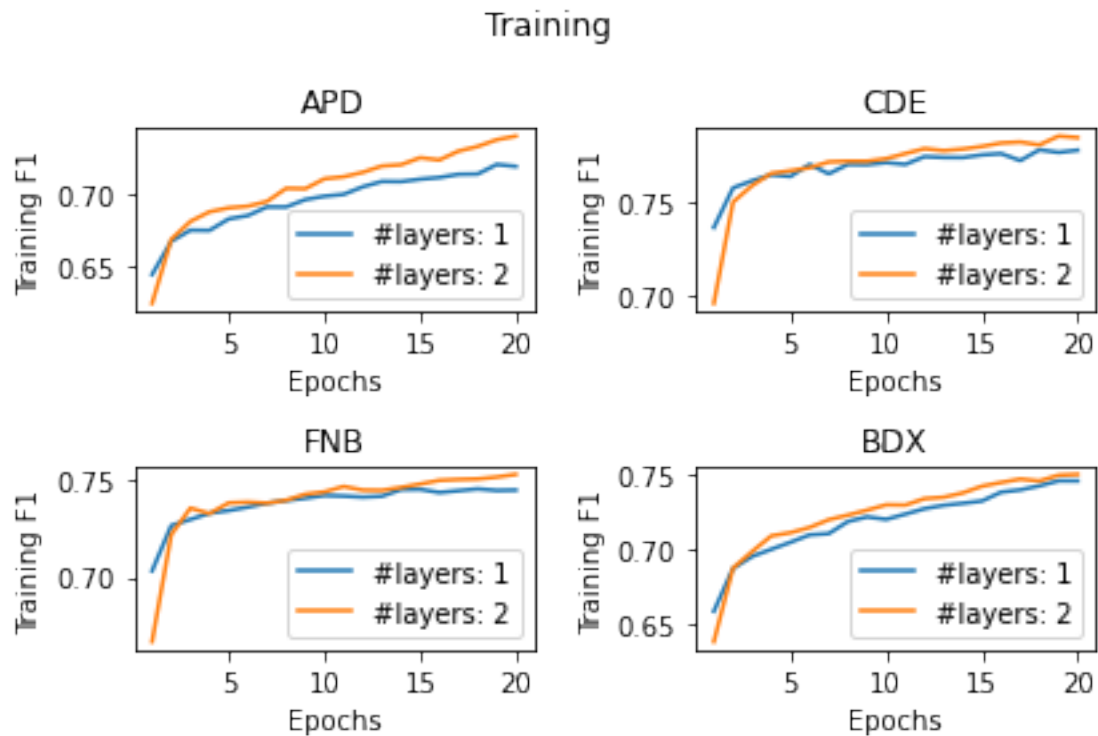 Training
APD
Training F1
0.70
0.65
#layers: 1
#layers: 2
5 10 15 20
Epochs
CDE
Training F1
0.75
0.70
#layers: 1
#layers: 2
5 10 15 20
Epochs
FNB
Training F1
0.75
0.70
#layers: 1
#layers: 2
5 10 15 20
Epochs
BDX
Training F1
0.75
0.70
0.65
#layers: 1
#layers: 2
5 10 15 20
Epochs